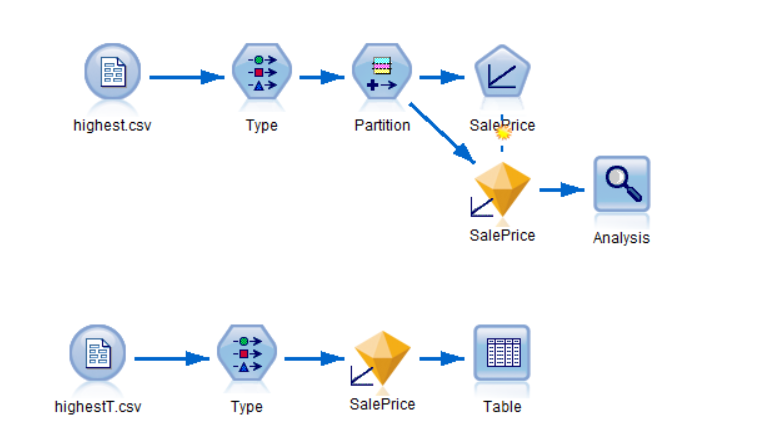 highest.csv
Type
Partition
SalePrice
SalePrice
Analysis
highestT.csv
Type
SalePrice
Table